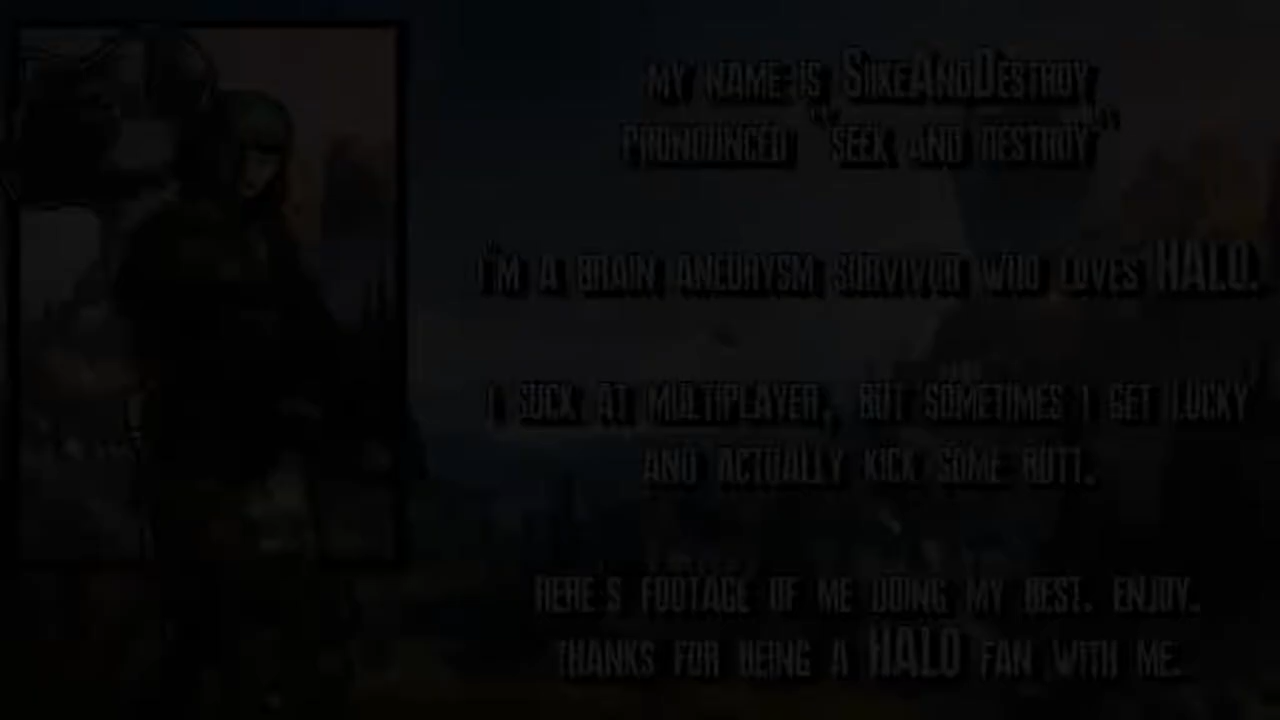 My name is SiikeAndDestroy
Pronounced "Seek and Destroy"
I'm a brain aneurysm survivor who loves HALO.
I suck at multiplayer, but sometimes I get lucky
and actually kick some butt.
Here's footage of me doing my best. Enjoy.
Thanks for being a HALO fan with me.